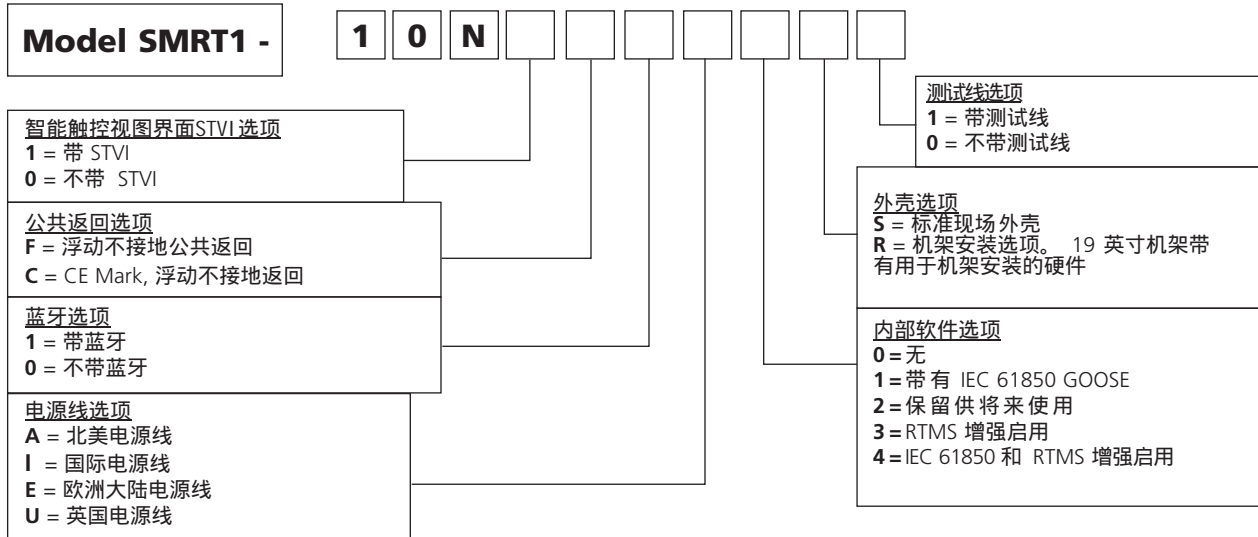 Model SMRT1 -
1 0 N
智能触控视图界面STVI 选项
1 = 带 STVI
0 = 不带 STVI
公共返回选项
F = 浮动不接地公共返回
C = CE Mark, 浮动不接地返回
蓝牙选项
1 = 带蓝牙
0 = 不带蓝牙
电源线选项
A = 北美电源线
I = 国际电源线
E = 欧洲大陆电源线
U = 英国电源线
测试线选项
1 = 带测试线
0 = 不带测试线
外壳选项
S = 标准现场外壳
R = 机架安装选项。 19 英寸机架带
有用于机架安装的硬件
内部软件选项
0 = 无
1 = 带有 IEC 61850 GOOSE
2 = 保留供将来使用
3 = RTMS 增强启用
4 = IEC 61850 和 RTMS 增强启用